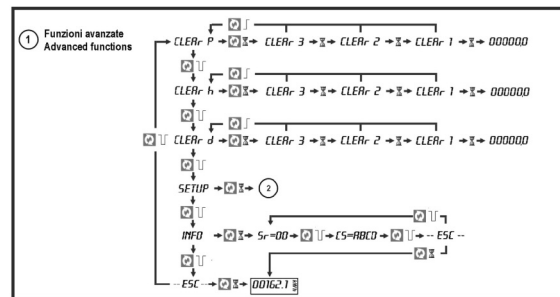 1 Funzioni avanzate
Advanced functions
CLEAr P CLEAr 3 CLEAr 2 CLEAr 1 00000,0
CLEAr h CLEAr 3 CLEAr 2 CLEAr 1 00000,0
CLEAr d CLEAr 3 CLEAr 2 CLEAr 1 00000,0
SETUP 2
INFO Sr=00 CS=ABCD -- ESC --
-- ESC -- 00162.1